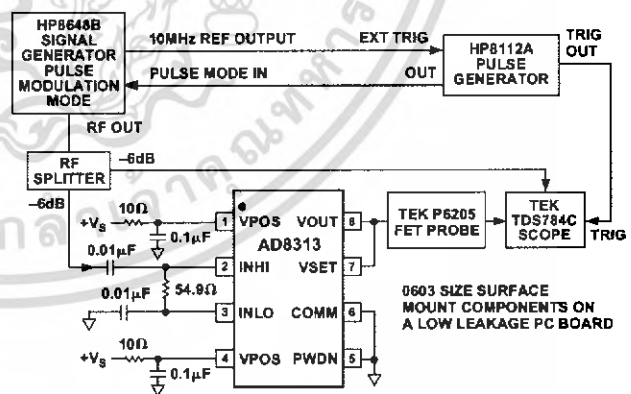 HP8648B
SIGNAL
GENERATOR
PULSE
MODULATION
MODE
10MHz REF OUTPUT
EXT TRIG
PULSE MODE IN
OUT
HP8112A
PULSE
GENERATOR
TRIG
OUT
RF OUT
RF
SPLITTER
–6dB
–6dB
+VS
10Ω
0.1µF
0.01µF
54.9Ω
0.01µF
+VS
10Ω
0.1µF
1 VPOS VOUT 8
AD8313
2 INHI VSET 7
3 INLO COMM 6
4 VPOS PWDN 5
TEK P6205
FET PROBE
TEK
TDS784C
SCOPE
TRIG
0603 SIZE SURFACE
MOUNT COMPONENTS ON
A LOW LEAKAGE PC BOARD